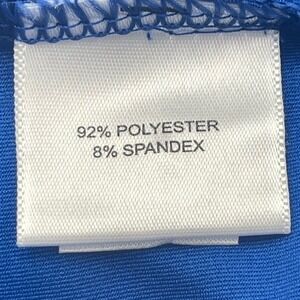 92% POLYESTER
8% SPANDEX